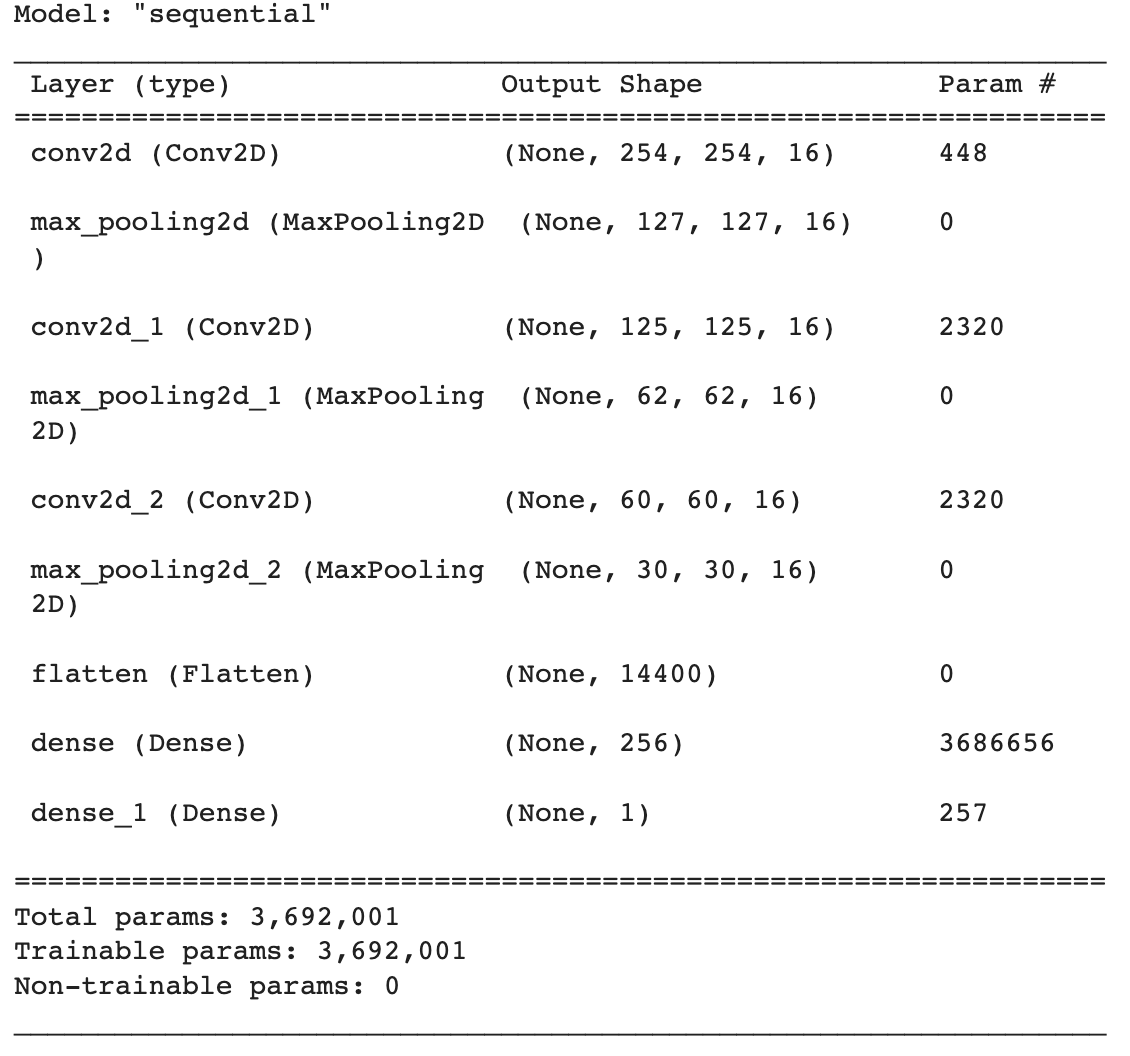 Model: "sequential"
Layer (type) Output Shape Param #
conv2d (Conv2D) (None, 254, 254, 16) 448
max_pooling2d (MaxPooling2D (None, 127, 127, 16) 0
)
conv2d_1 (Conv2D) (None, 125, 125, 16) 2320
max_pooling2d_1 (MaxPooling (None, 62, 62, 16) 0
2D)
conv2d_2 (Conv2D) (None, 60, 60, 16) 2320
max_pooling2d_2 (MaxPooling (None, 30, 30, 16) 0
2D)
flatten (Flatten) (None, 14400) 0
dense (Dense) (None, 256) 3686656
dense_1 (Dense) (None, 1) 257
Total params: 3,692,001
Trainable params: 3,692,001
Non-trainable params: 0